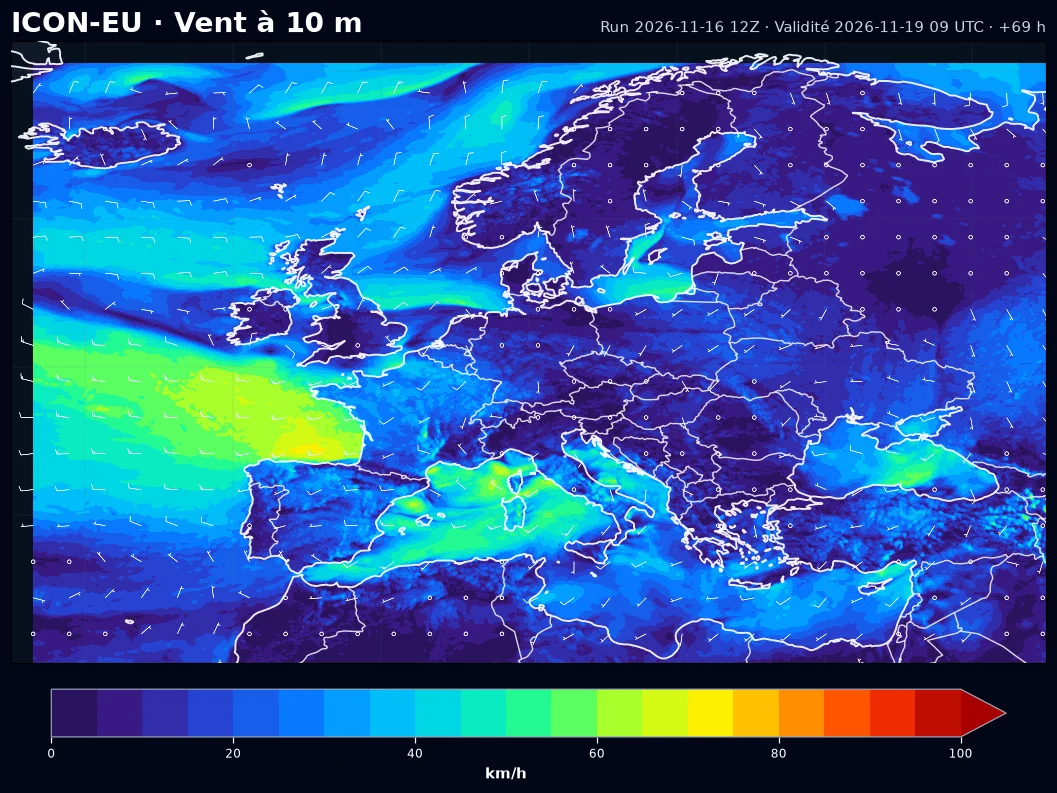 ICON-EU · Vent à 10 m
Run 2026-11-16 12Z · Validité 2026-11-19 09 UTC · +69 h
0 20 40 60 80 100
km/h